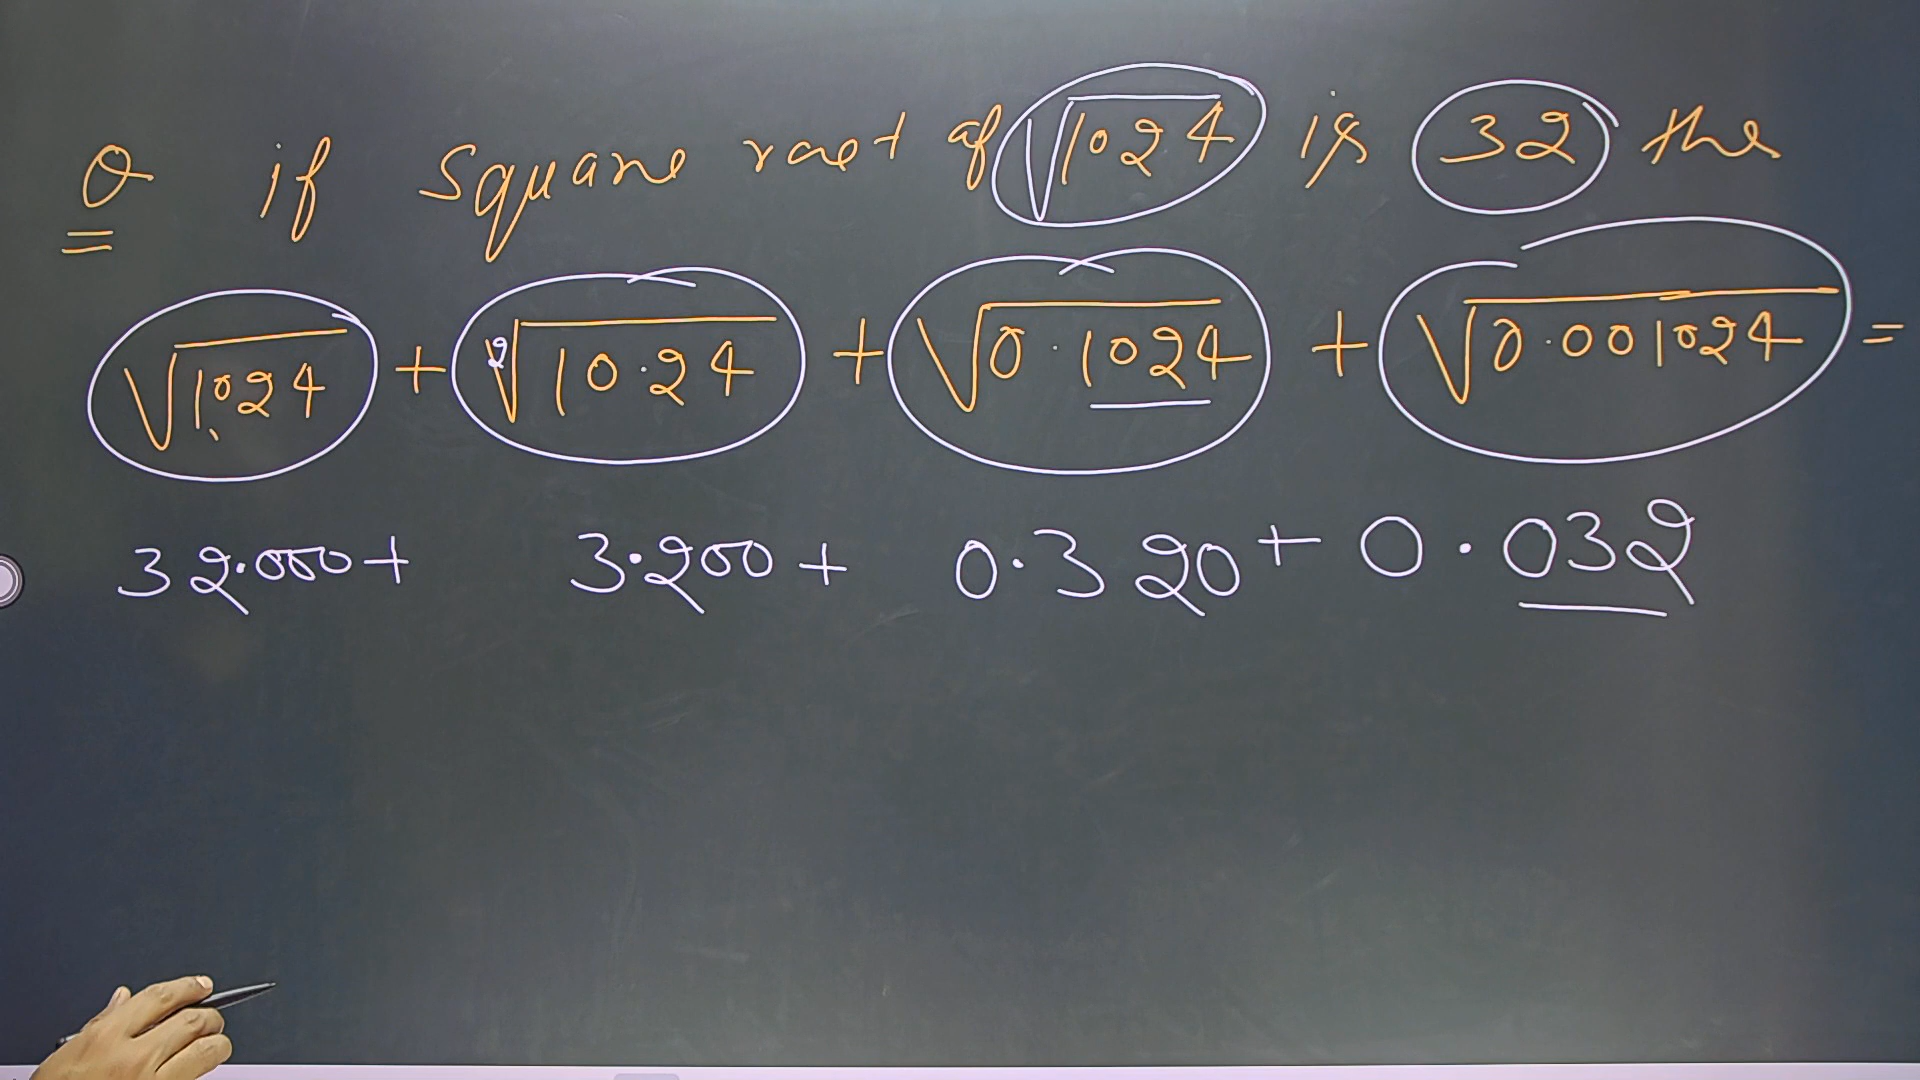 Q if square root of √1024 is 32 the
√1024 + ²√10.24 + √0.1024 + √0.001024 =
32.000 + 3.200 + 0.320 + 0.032